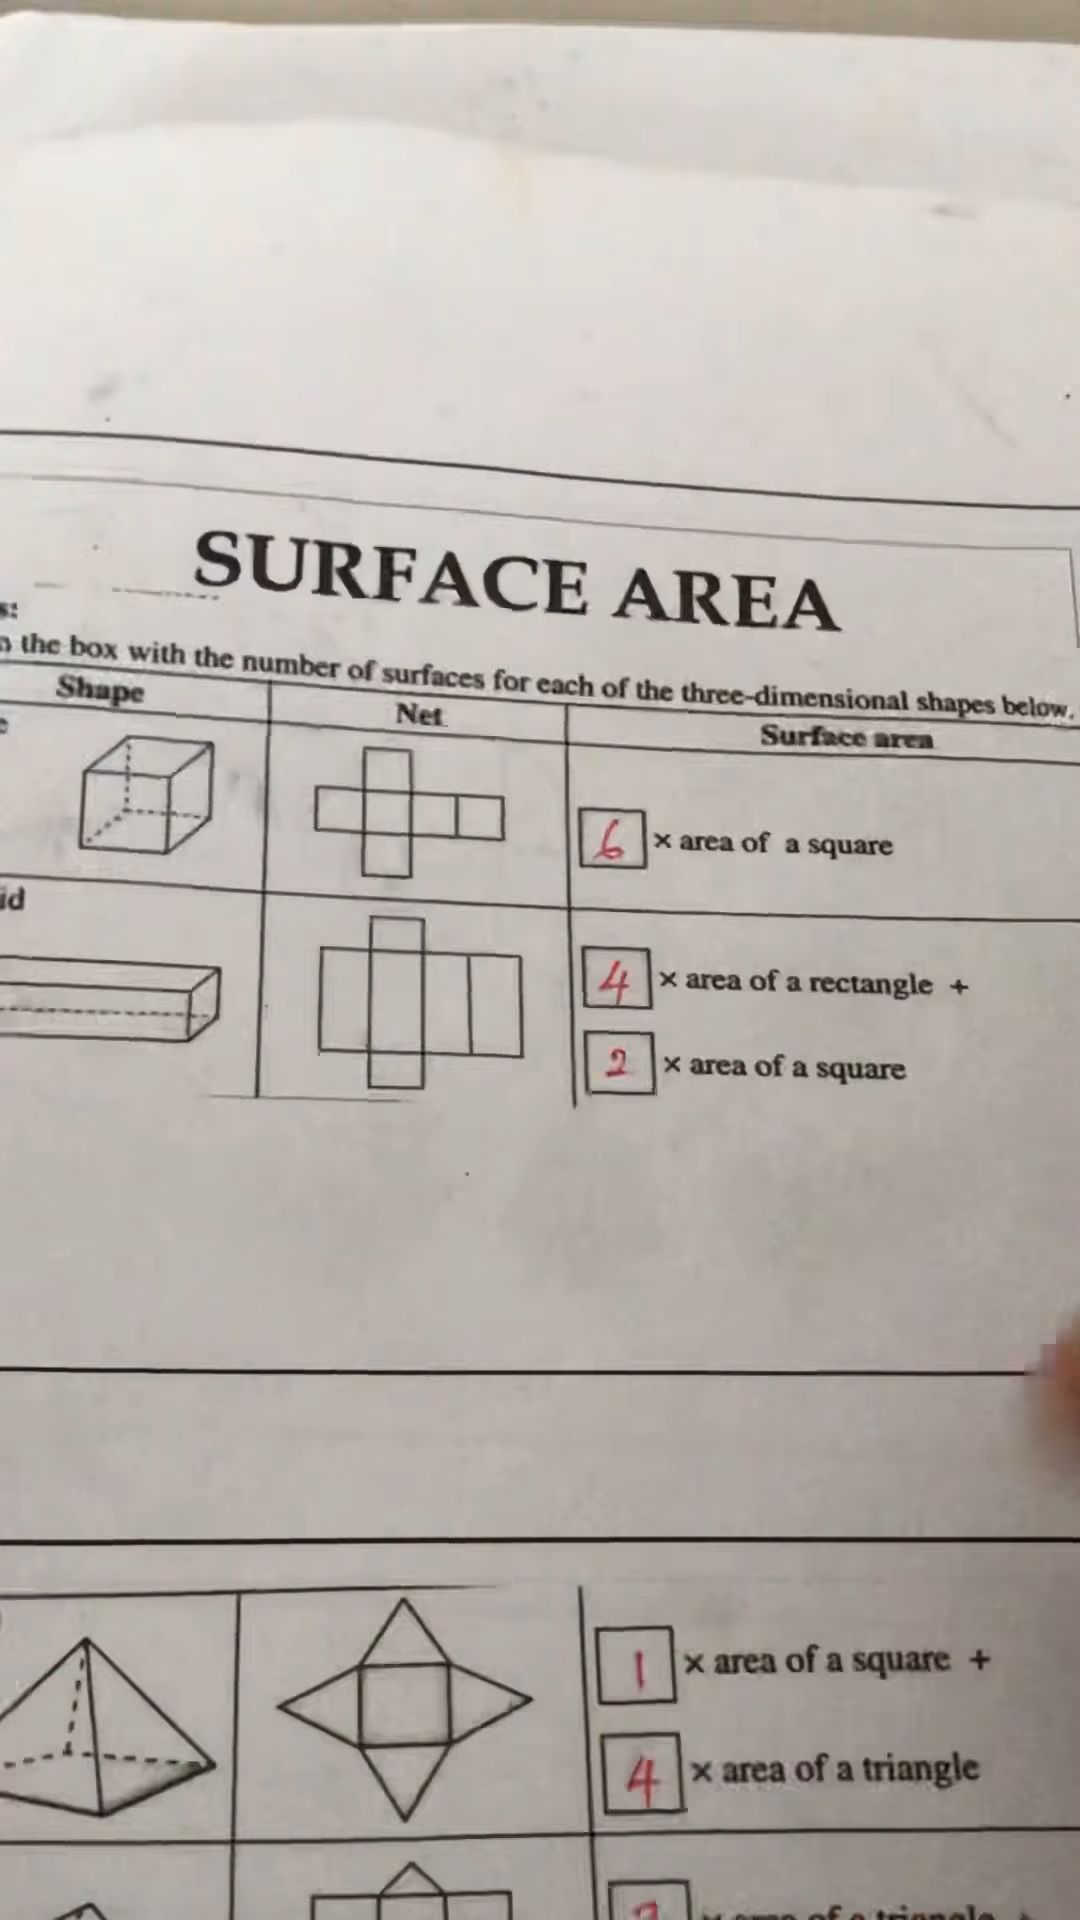 SURFACE AREA
the box with the number of surfaces for each of the three-dimensional shapes below.
Shape Net Surface area
6 × area of a square
4 × area of a rectangle +
2 × area of a square
1 × area of a square +
4 × area of a triangle